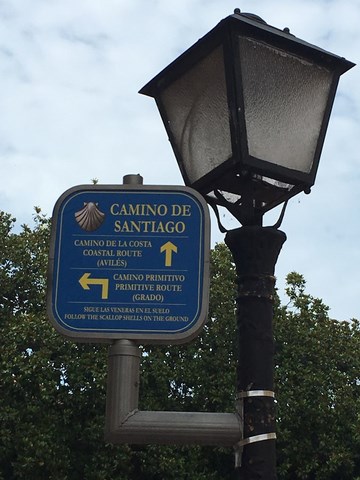 CAMINO DE
SANTIAGO
CAMINO DE LA COSTA
COASTAL ROUTE
(AVILÉS)
CAMINO PRIMITIVO
PRIMITIVE ROUTE
(GRADO)
SIGUE LAS VENERAS EN EL SUELO
FOLLOW THE SCALLOP SHELLS ON THE GROUND